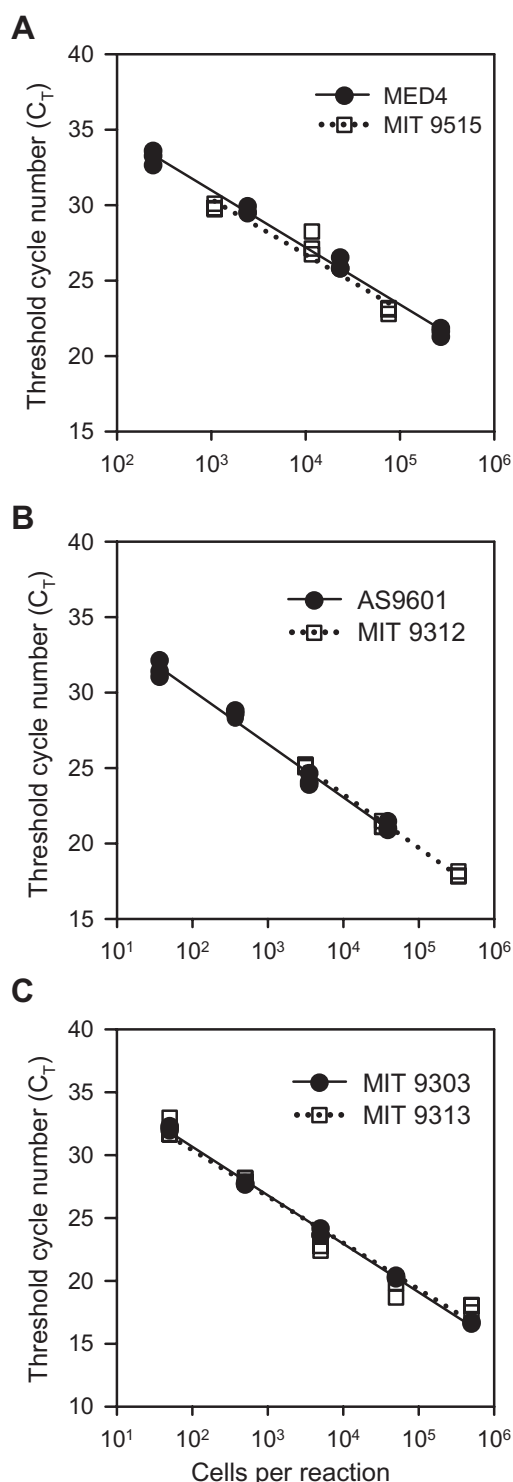 A
Threshold cycle number (C_T)
40
35
30
25
20
15
MED4
MIT 9515
10² 10³ 10⁴ 10⁵ 10⁶
B
Threshold cycle number (C_T)
40
35
30
25
20
15
AS9601
MIT 9312
10¹ 10² 10³ 10⁴ 10⁵ 10⁶
C
Threshold cycle number (C_T)
40
35
30
25
20
15
10
MIT 9303
MIT 9313
10¹ 10² 10³ 10⁴ 10⁵ 10⁶
Cells per reaction